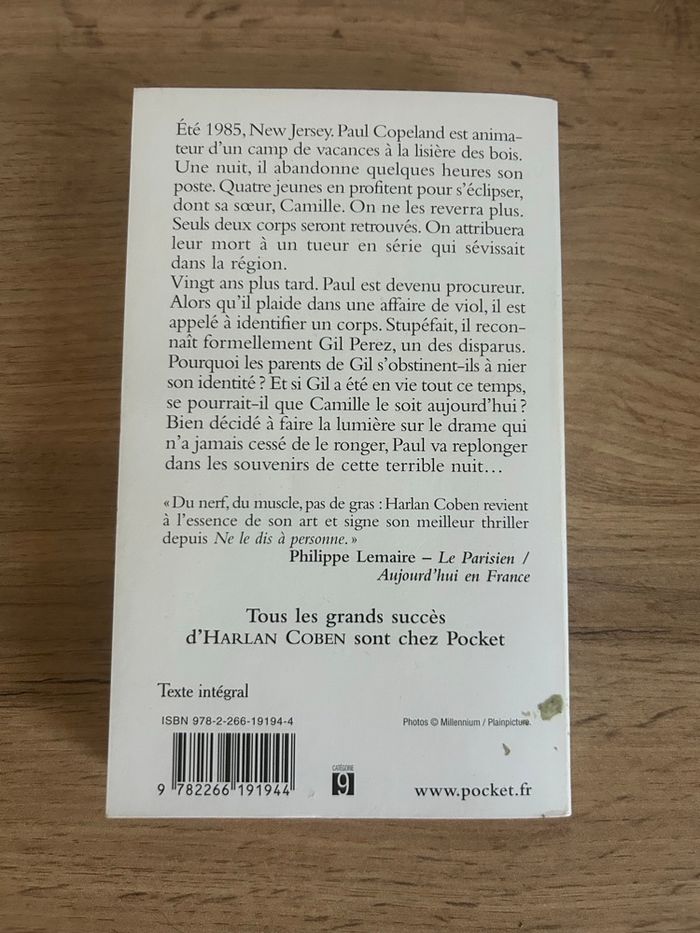 Été 1985, New Jersey. Paul Copeland est anima-
teur d'un camp de vacances à la lisière des bois.
Une nuit, il abandonne quelques heures son
poste. Quatre jeunes en profitent pour s'éclipser,
dont sa sœur, Camille. On ne les reverra plus.
Seuls deux corps seront retrouvés. On attribuera
leur mort à un tueur en série qui sévissait
dans la région.
Vingt ans plus tard. Paul est devenu procureur.
Alors qu'il plaide dans une affaire de viol, il est
appelé à identifier un corps. Stupéfait, il recon-
naît formellement Gil Perez, un des disparus.
Pourquoi les parents de Gil s'obstinent-ils à nier
son identité ? Et si Gil a été en vie tout ce temps,
se pourrait-il que Camille le soit aujourd'hui ?
Bien décidé à faire la lumière sur le drame qui
n'a jamais cessé de le ronger, Paul va replonger
dans les souvenirs de cette terrible nuit…
« Du nerf, du muscle, pas de gras : Harlan Coben revient
à l'essence de son art et signe son meilleur thriller
depuis Ne le dis à personne. »
Philippe Lemaire – Le Parisien /
Aujourd'hui en France
Tous les grands succès
d'HARLAN COBEN sont chez Pocket
Texte intégral
ISBN 978-2-266-19194-4
Photos © Millennium / Plainpicture.
9 782266 191944
CATÉGORIE
9
www.pocket.fr